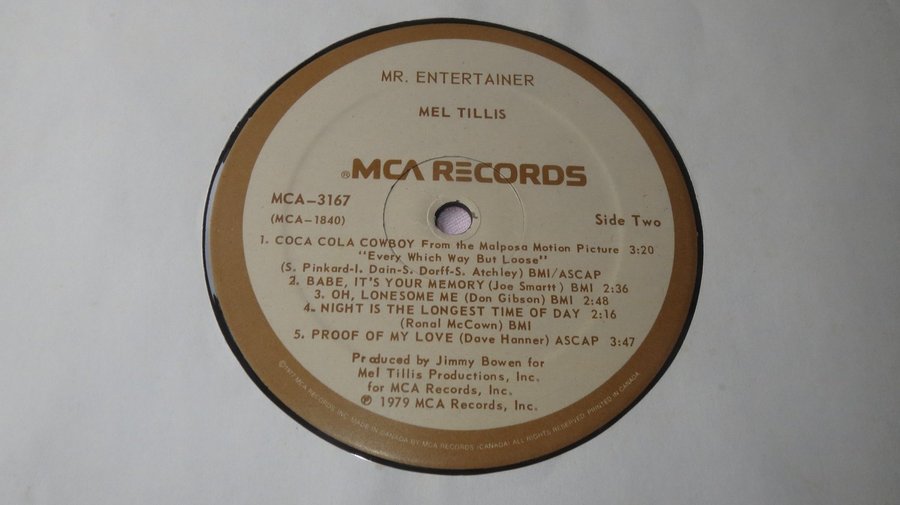 MR. ENTERTAINER
MEL TILLIS
®MCA RECORDS
MCA-3167
(MCA-1840)
Side Two
1. COCA COLA COWBOY From the Malposa Motion Picture 3:20
"Every Which Way But Loose"
(S. Pinkard-I. Dain-S. Dorff-S. Atchley) BMI/ASCAP
2. BABE, IT'S YOUR MEMORY (Joe Smartt) BMI 2:36
3. OH, LONESOME ME (Don Gibson) BMI 2:48
4. NIGHT IS THE LONGEST TIME OF DAY 2:16
(Ronal McCown) BMI
5. PROOF OF MY LOVE (Dave Hanner) ASCAP 3:47
Produced by Jimmy Bowen for
Mel Tillis Productions, Inc.
for MCA Records, Inc.
℗ 1979 MCA Records, Inc.
©1977 MCA RECORDS, INC. MADE IN CANADA BY MCA RECORDS (CANADA) ALL RIGHTS RESERVED. PRINTED IN CANADA.